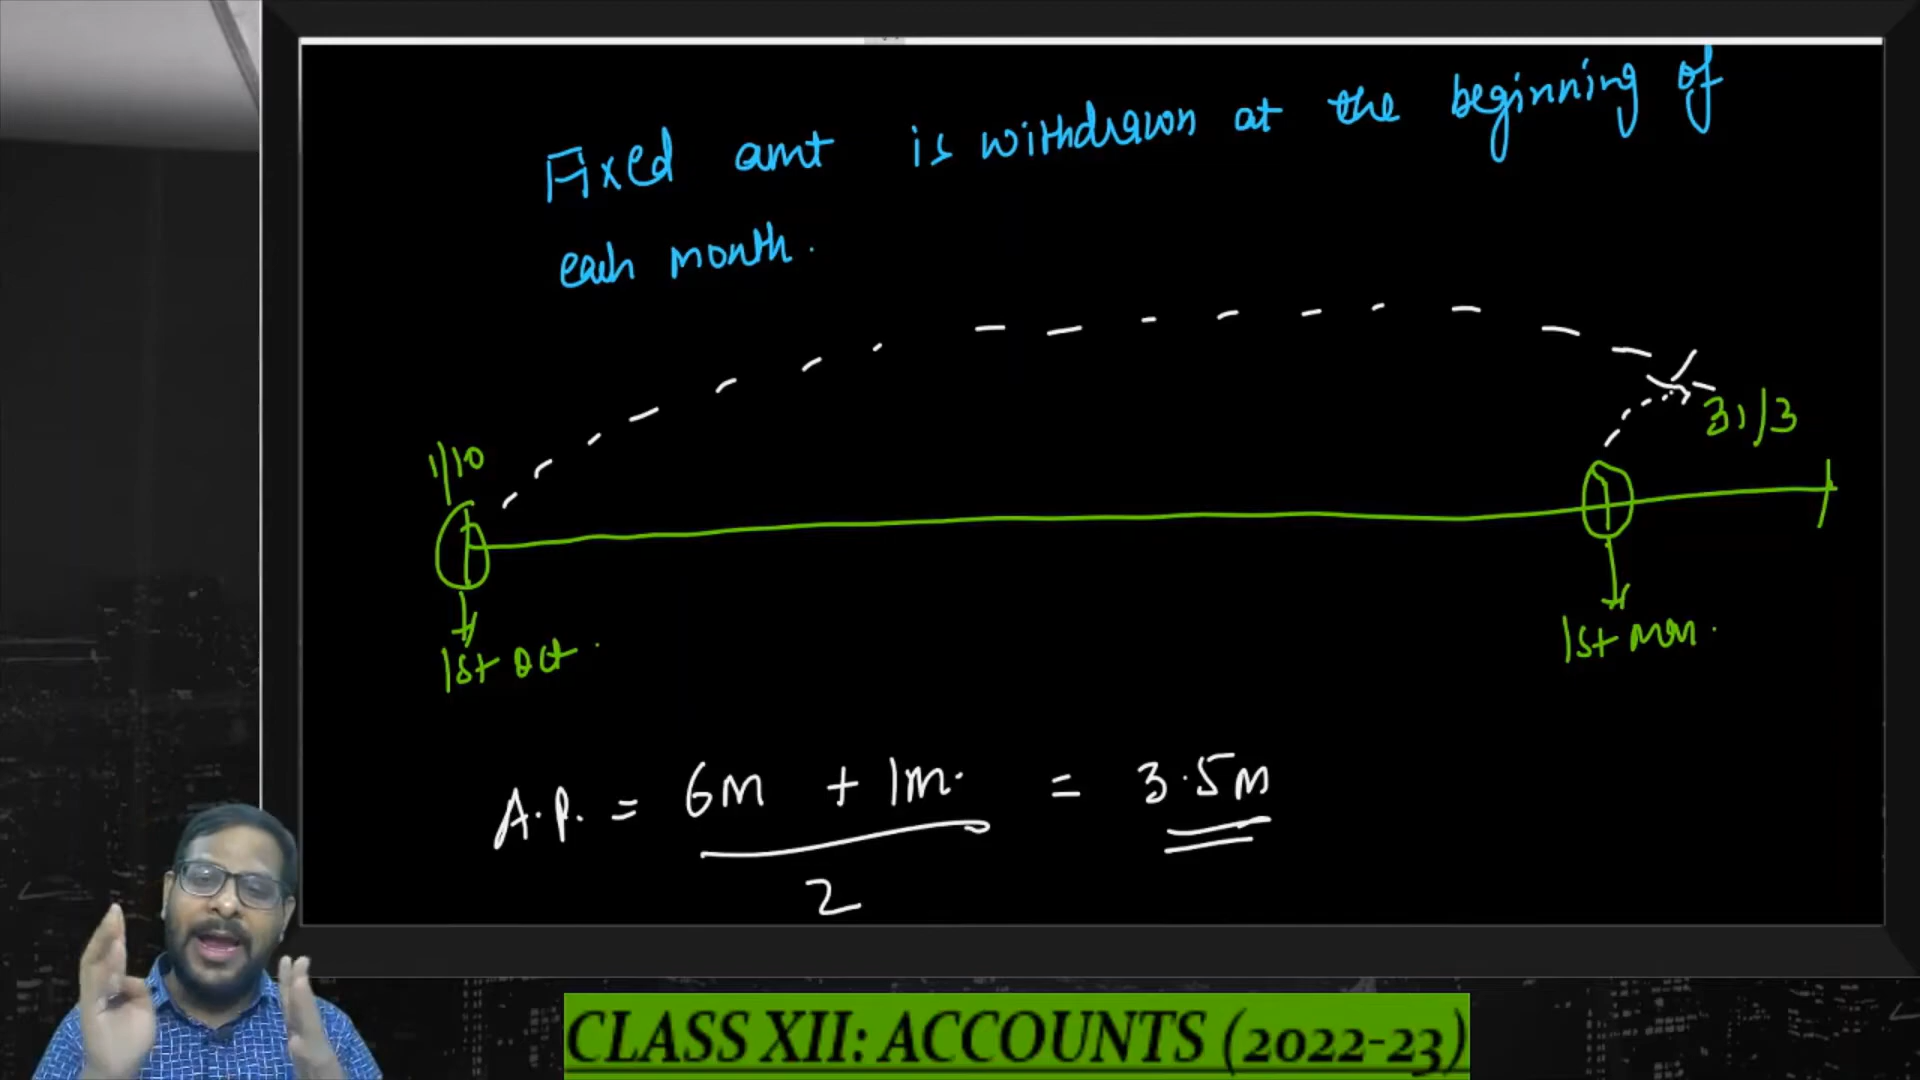 Fixed amt is withdrawn at the beginning of
each month.
1/10
31/3
1st Oct.
1st mar.
A.P. = 6m + 1m. = 3.5m
2
CLASS XII: ACCOUNTS (2022-23)